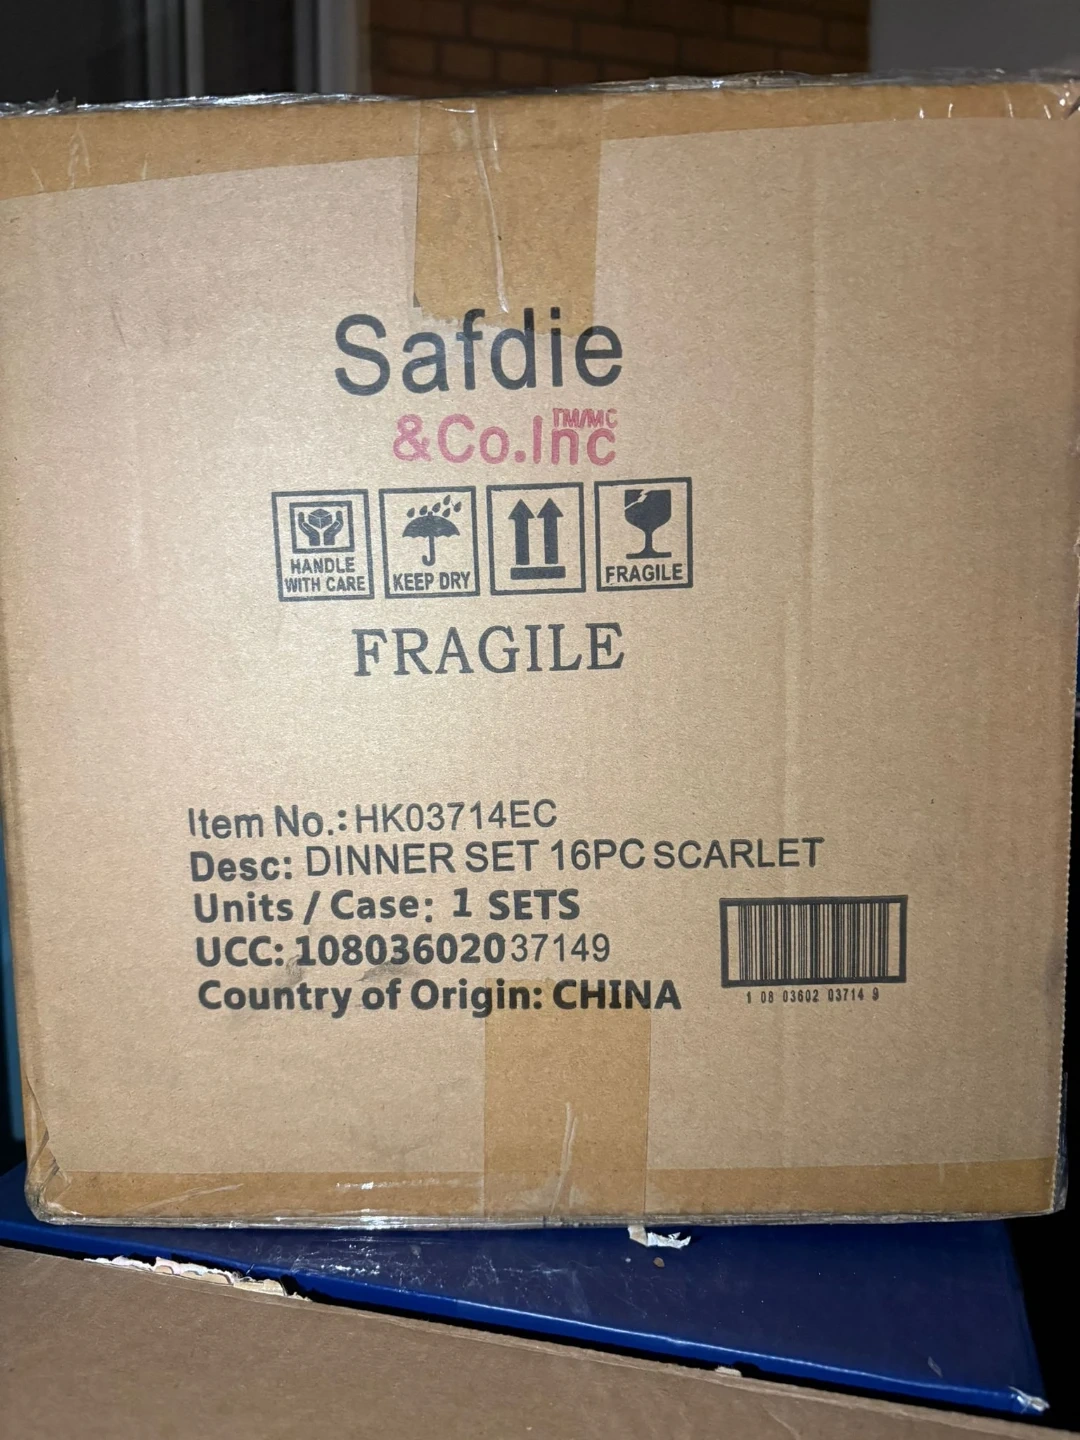 Safdie
&Co.Inc TM/MC
HANDLE
WITH CARE
KEEP DRY
FRAGILE
FRAGILE
Item No.: HK03714EC
Desc: DINNER SET 16PC SCARLET
Units / Case: 1 SETS
UCC: 10803602037149
Country of Origin: CHINA
1 08 03602 03714 9